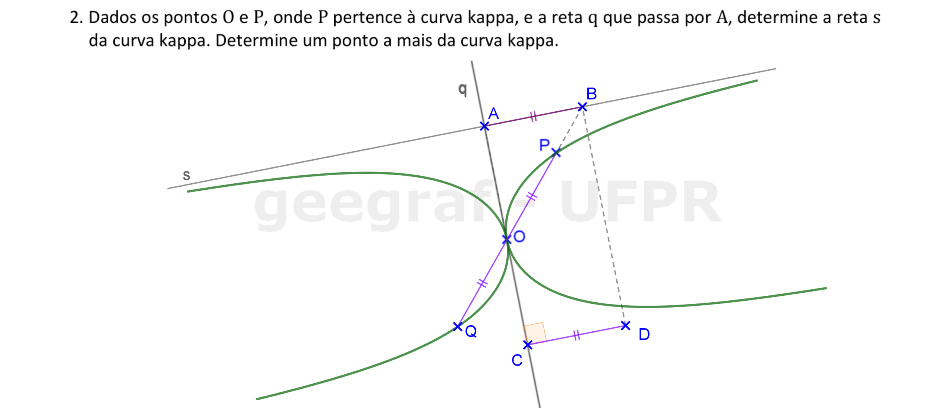 2. Dados os pontos O e P, onde P pertence à curva kappa, e a reta q que passa por A, determine a reta s
da curva kappa. Determine um ponto a mais da curva kappa.
q
A
B
P
s
geegraf - UFPR
O
Q
D
C